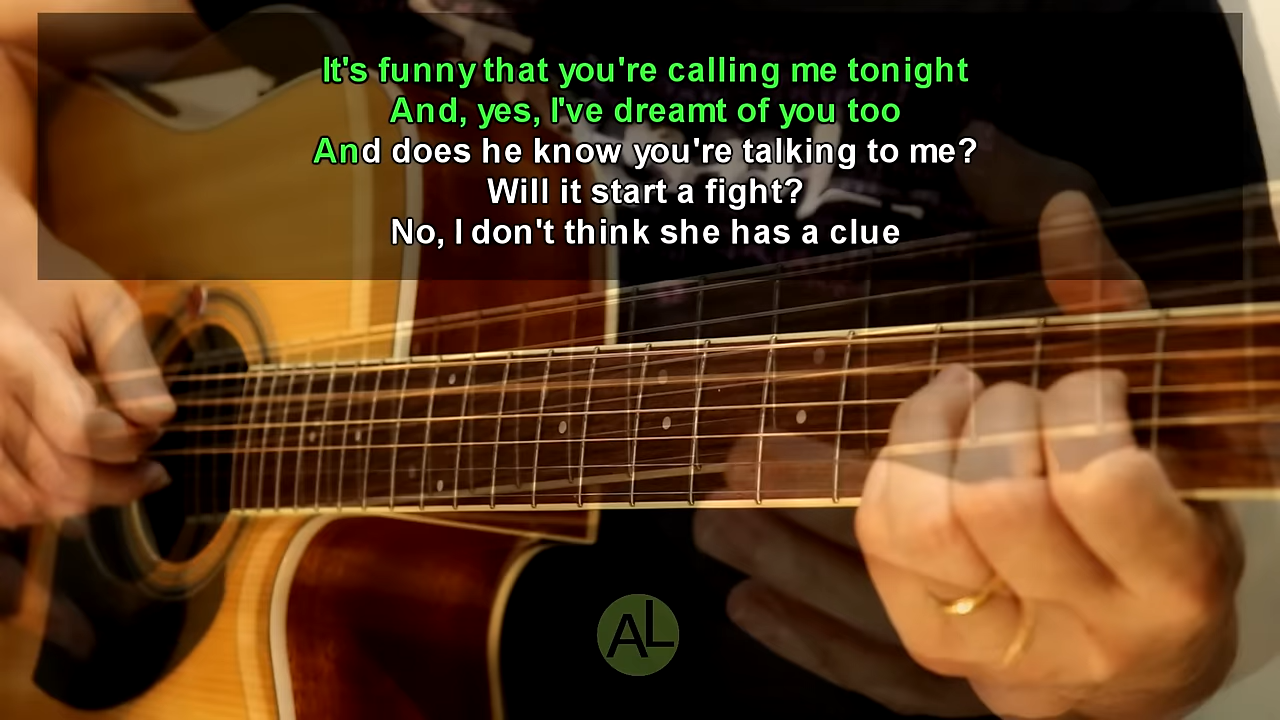 It's funny that you're calling me tonight
And, yes, I've dreamt of you too
And does he know you're talking to me?
Will it start a fight?
No, I don't think she has a clue
AL